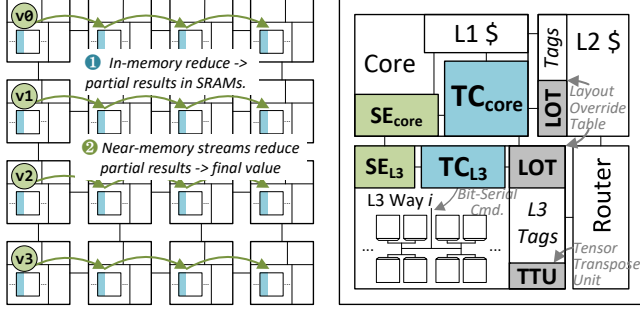 v0
1 In-memory reduce ->
partial results in SRAMs.
v1
2 Near-memory streams reduce
partial results -> final value
v2
v3
L1 $
Tags
L2 $
Core
TCcore
SEcore
LOT
Layout
Override
Table
SEL3
TCL3
LOT
L3 Way i
Bit-Serial
Cmd.
L3
Tags
Router
...
...
Tensor
Transpose
Unit
TTU